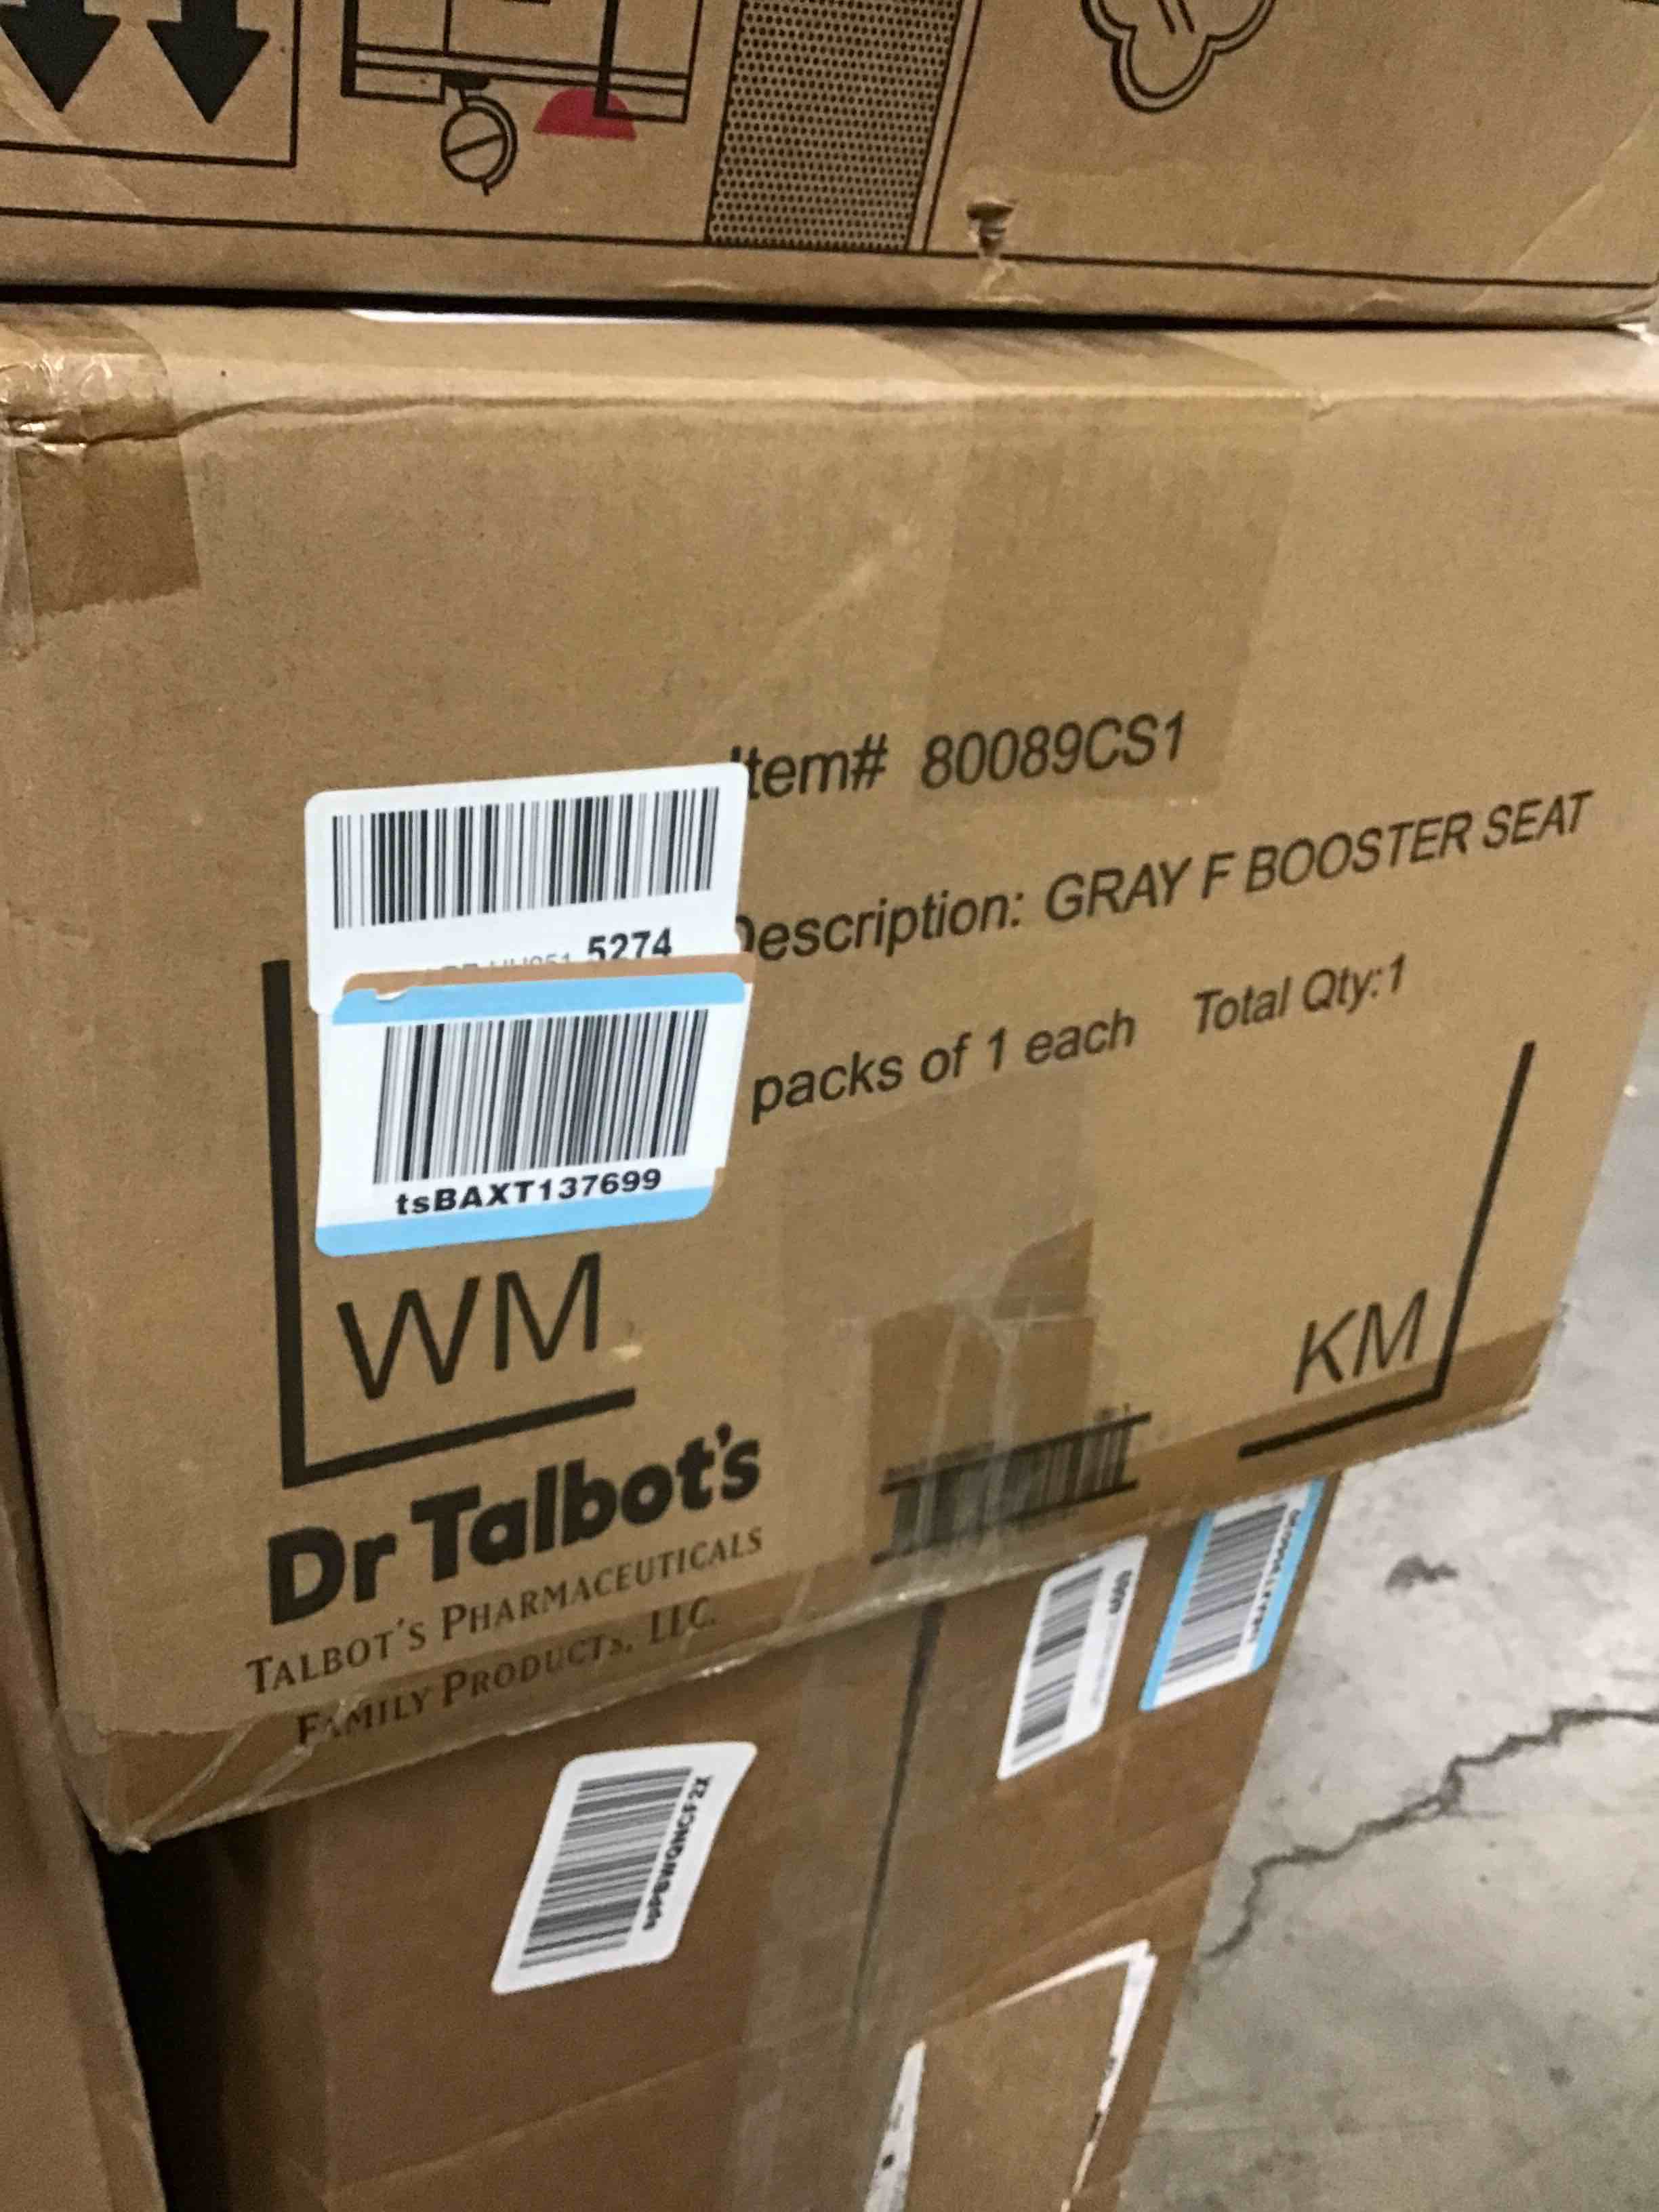 Item# 80089CS1
Description: GRAY F BOOSTER SEAT
packs of 1 each Total Qty:1
5274
tsBAXT137699
WM
KM
Dr Talbot's
TALBOT'S PHARMACEUTICALS
FAMILY PRODUCTS, LLC.
spPBWQNCF2X